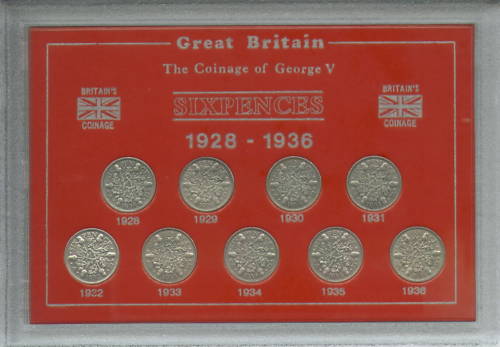 Great Britain
The Coinage of George V
BRITAIN'S
COINAGE
SIXPENCES
BRITAIN'S
COINAGE
1928 - 1936
1928 1929 1930 1931
1932 1933 1934 1935 1936